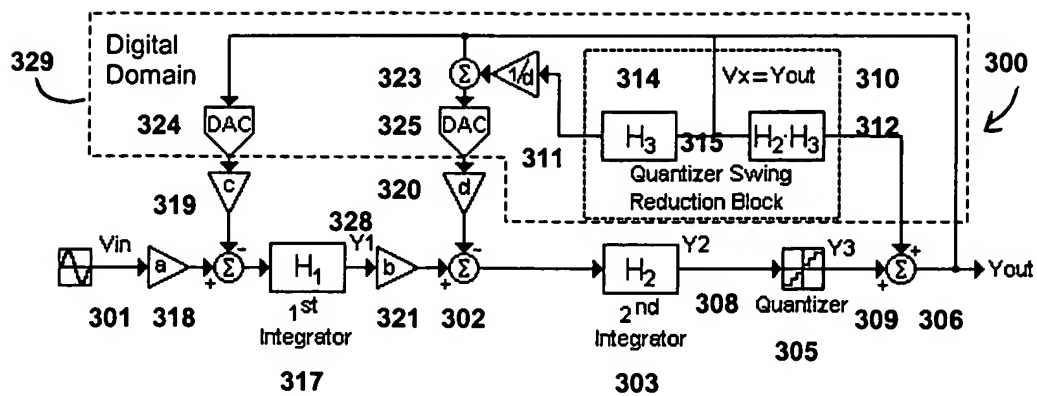 Digital
Domain
329
323
1/d
314
Vx=Yout
310
300
324
DAC
325
DAC
Σ
311
H₃
315
H₂·H₃
312
Quantizer Swing
Reduction Block
319
c
320
d
328
Vin
a
Σ
H₁
Y1
b
Σ
H₂
Y2
Y3
Σ
Yout
1st
Integrator
2nd
Integrator
Quantizer
301
318
317
321
302
303
308
305
309
306